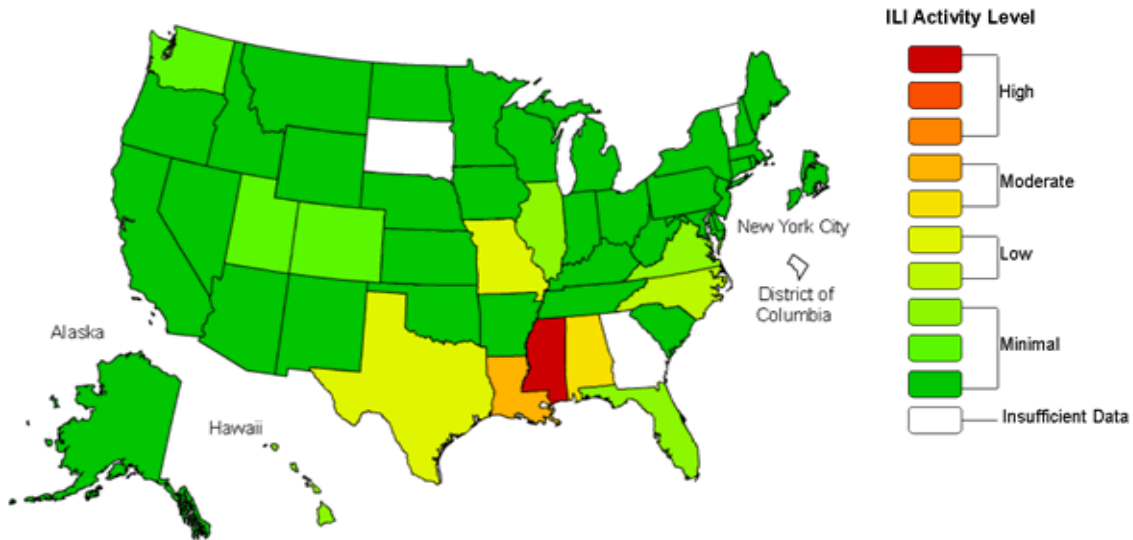 ILI Activity Level
High
Moderate
Low
Minimal
Insufficient Data
New York City
District of
Columbia
Alaska
Hawaii